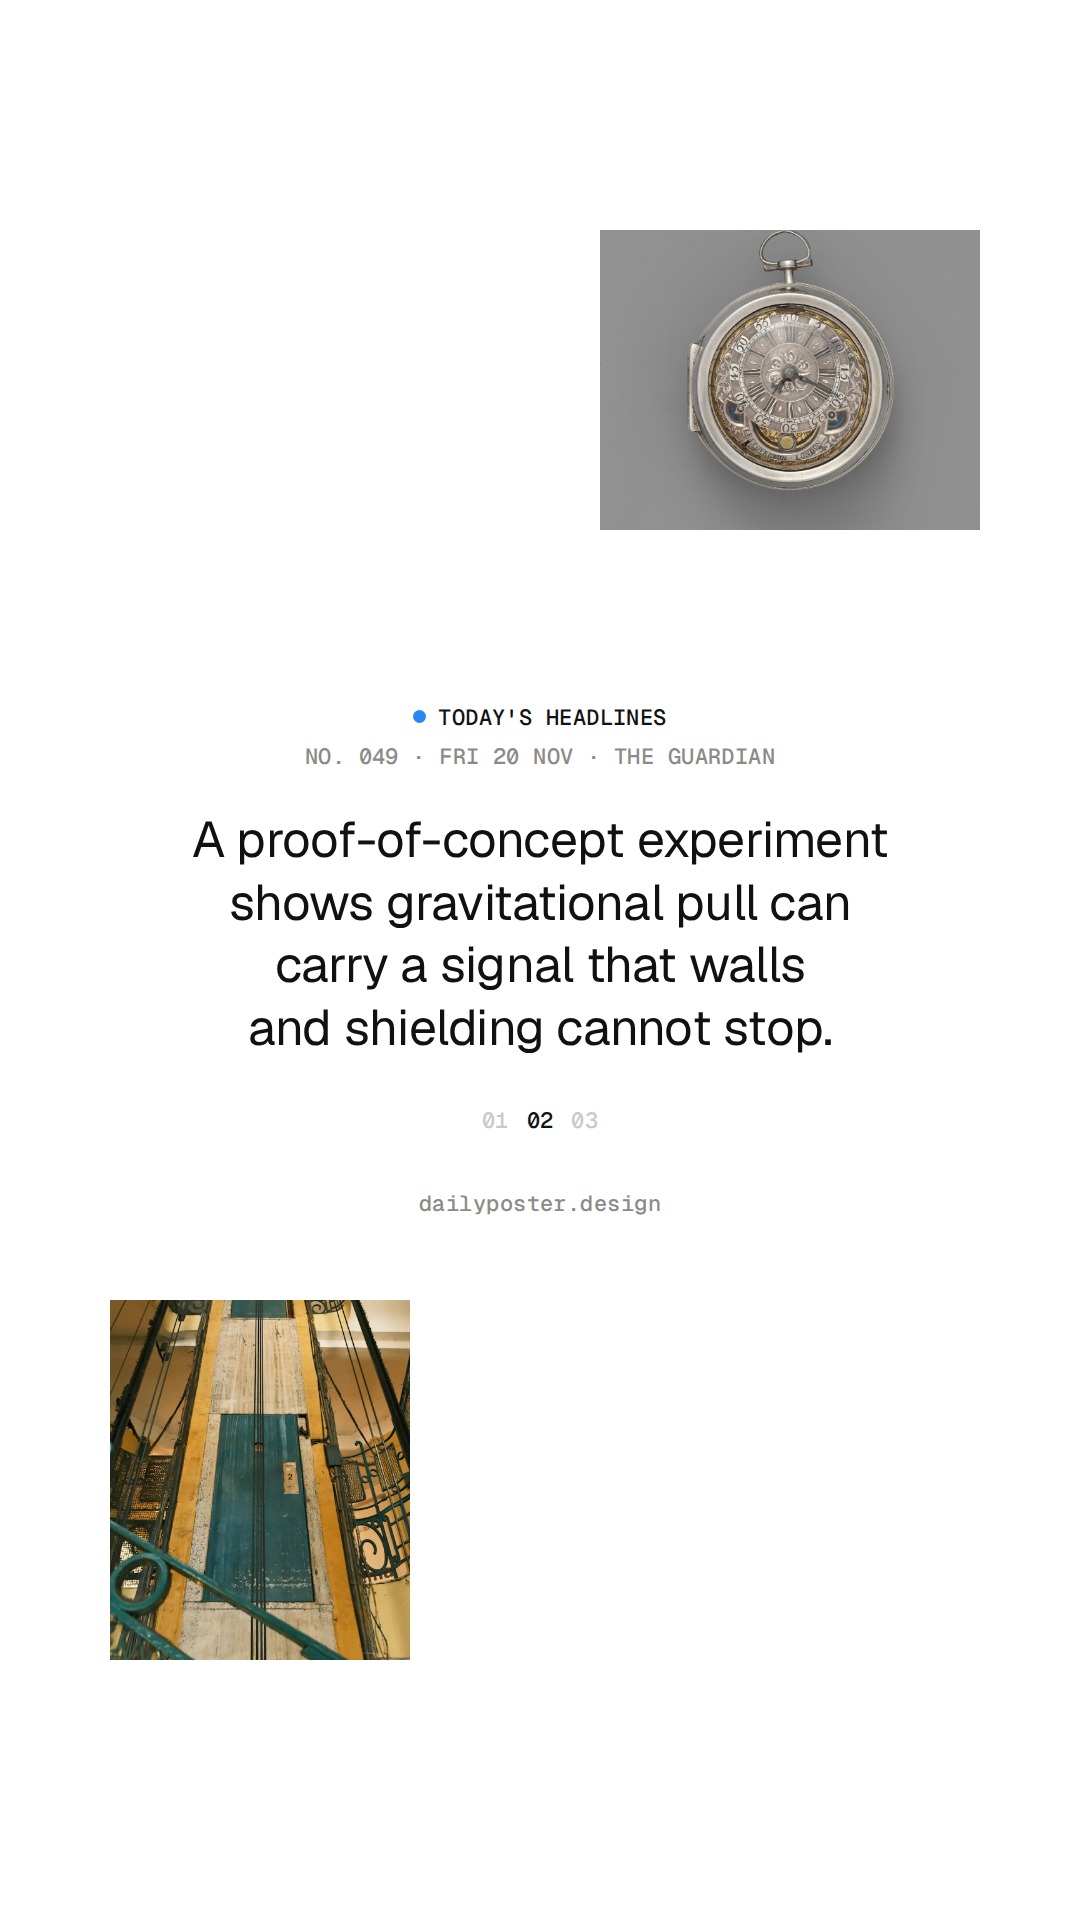 TODAY'S HEADLINES
NO. 049 · FRI 20 NOV · THE GUARDIAN
A proof-of-concept experiment
shows gravitational pull can
carry a signal that walls
and shielding cannot stop.
01 02 03
dailyposter.design
2